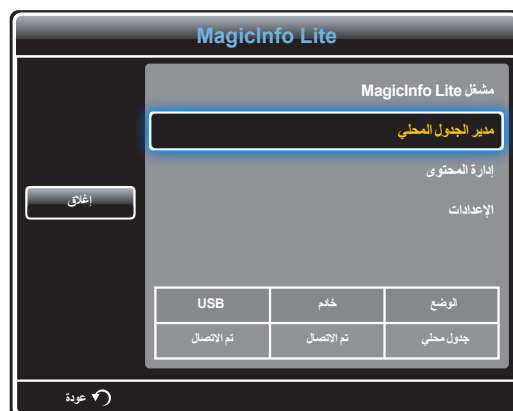 MagicInfo Lite
مشغل MagicInfo Lite
مدير الجدول المحلي
إدارة المحتوى
الإعدادات
إغلاق
الوضع خادم USB
جدول محلي تم الاتصال تم الاتصال
عودة